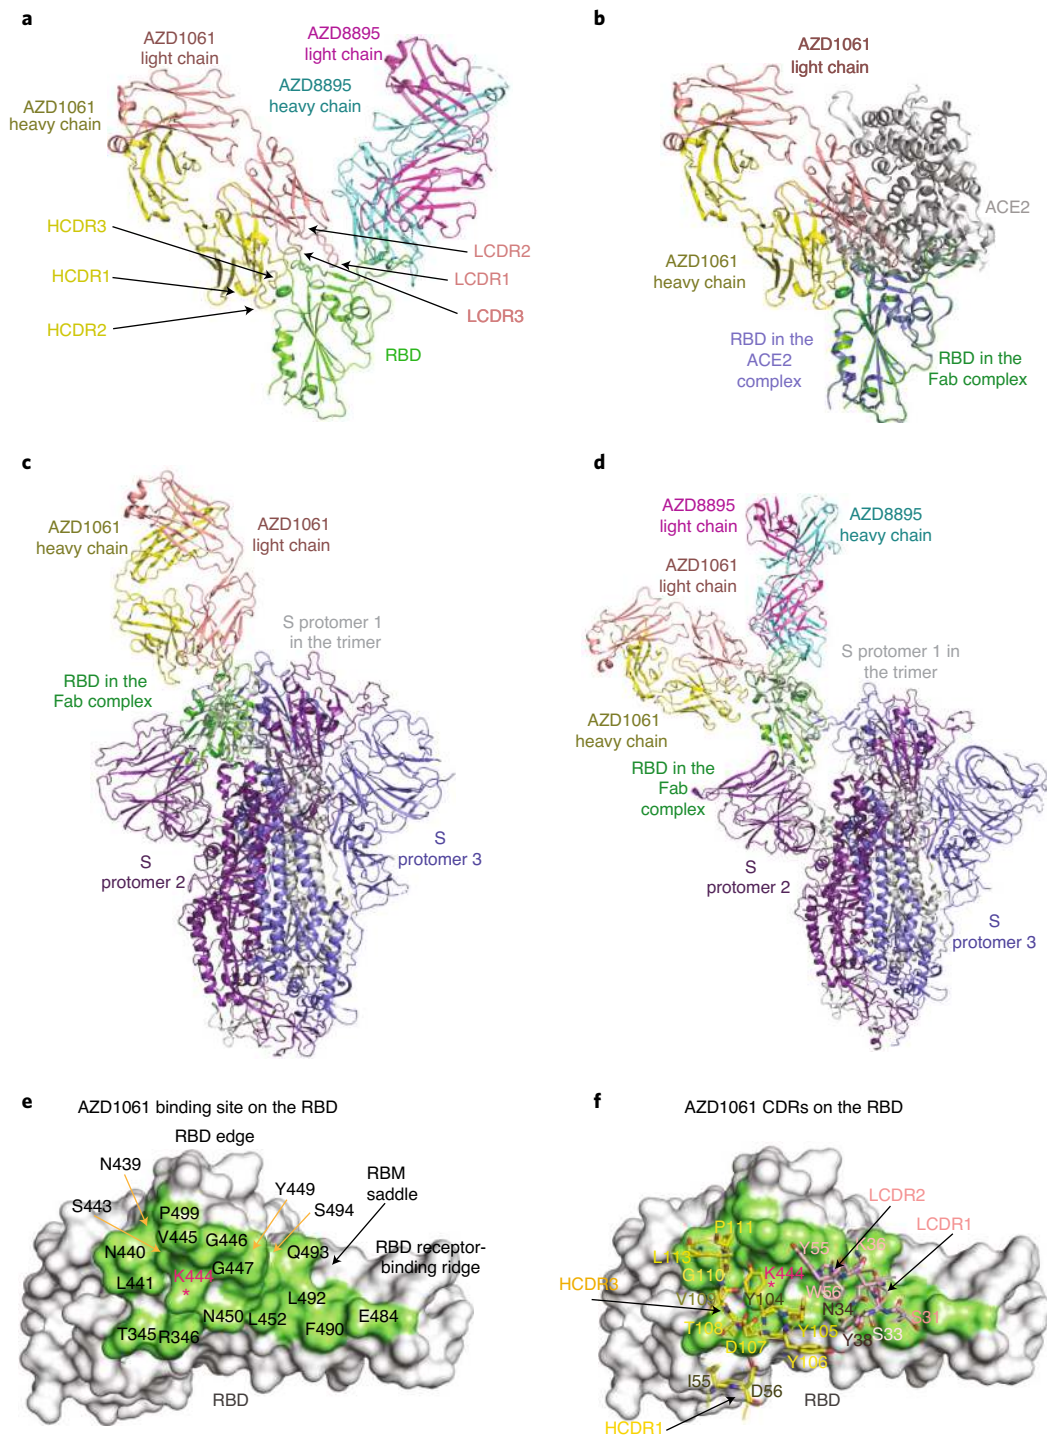 a
AZD1061
light chain
AZD8895
light chain
AZD8895
heavy chain
AZD1061
heavy chain
HCDR3
HCDR1
HCDR2
LCDR2
LCDR1
LCDR3
RBD
b
AZD1061
light chain
ACE2
AZD1061
heavy chain
RBD in the
ACE2
complex
RBD in the
Fab complex
c
AZD1061
heavy chain
AZD1061
light chain
S protomer 1
in the trimer
RBD in the
Fab complex
S
protomer 2
S
protomer 3
d
AZD8895
light chain
AZD8895
heavy chain
AZD1061
light chain
S protomer 1 in
the trimer
AZD1061
heavy chain
RBD in the
Fab
complex
S
protomer 2
S
protomer 3
e
AZD1061 binding site on the RBD
RBD edge
N439
S443
P499
V445
G446
Y449
S494
RBM
saddle
N440
G447
Q493
RBD receptor-
binding ridge
L441
K444
*
L492
N450
L452
E484
T345
R346
F490
RBD
f
AZD1061 CDRs on the RBD
LCDR2
LCDR1
P111
L113
Y55
G110
K444
*
HCDR3
Y104
W56
N34
S31
T108
Y105
S33
D107
Y38
Y106
I55
D56
RBD
HCDR1